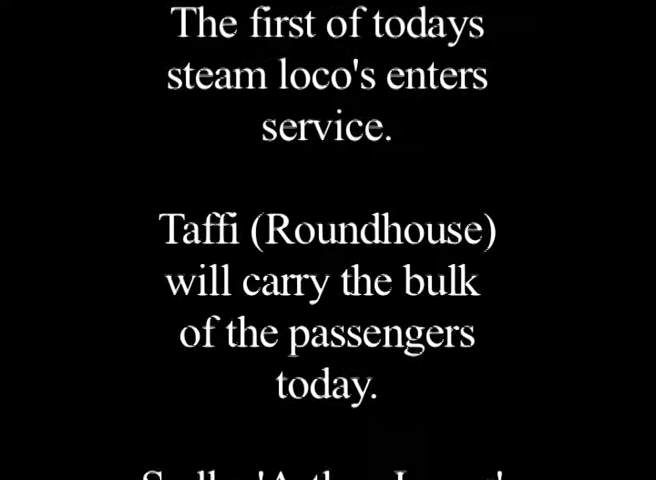 The first of todays
steam loco's enters
service.
Taffi (Roundhouse)
will carry the bulk
of the passengers
today.